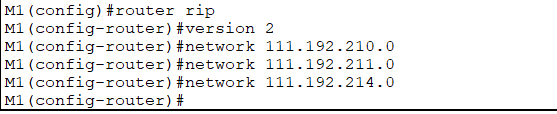 M1(config)#router rip
M1(config-router)#version 2
M1(config-router)#network 111.192.210.0
M1(config-router)#network 111.192.211.0
M1(config-router)#network 111.192.214.0
M1(config-router)#